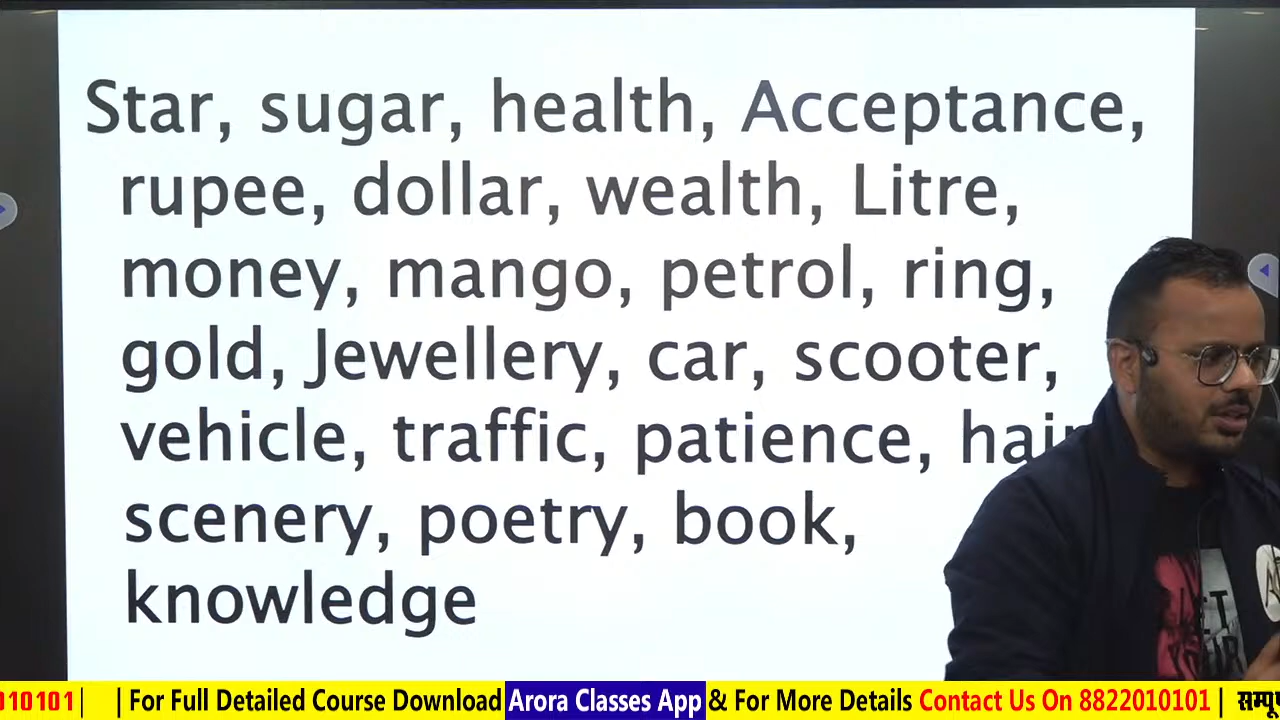 Star, sugar, health, Acceptance,
rupee, dollar, wealth, Litre,
money, mango, petrol, ring,
gold, Jewellery, car, scooter,
vehicle, traffic, patience,
scenery, poetry, book,
knowledge
010101 | | For Full Detailed Course Download Arora Classes App & For More Details Contact Us On 8822010101 |